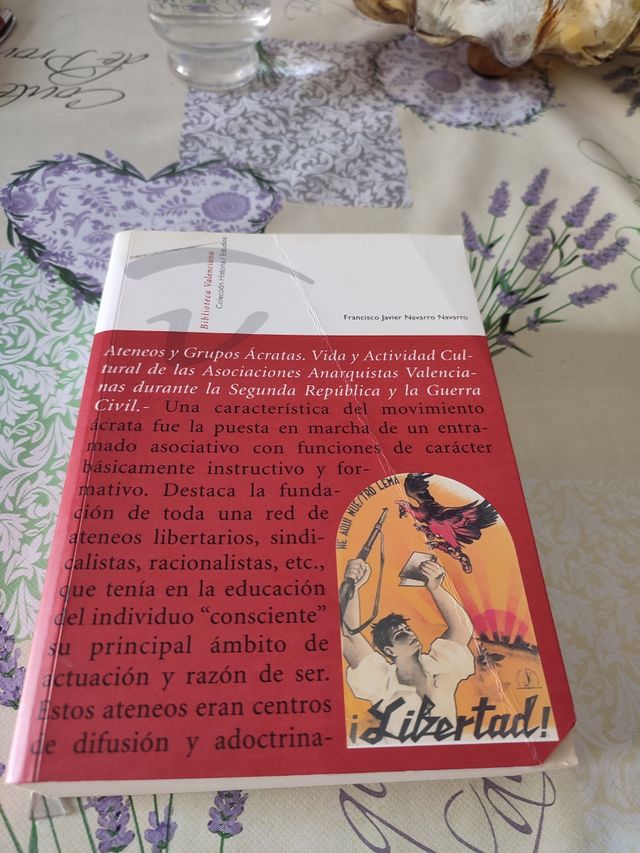 Biblioteca Valenciana
Colección Historia / Estudios
Francisco Javier Navarro Navarro
Ateneos y Grupos Ácratas. Vida y Actividad Cul-
tural de las Asociaciones Anarquistas Valencia-
nas durante la Segunda República y la Guerra
Civil.- Una característica del movimiento
ácrata fue la puesta en marcha de un entra-
mado asociativo con funciones de carácter
básicamente instructivo y for-
mativo. Destaca la funda-
ción de toda una red de
ateneos libertarios, sindi-
calistas, racionalistas, etc.,
que tenía en la educación
del individuo “consciente”
su principal ámbito de
actuación y razón de ser.
Estos ateneos eran centros
de difusión y adoctrina-
HE AQUI NUESTRO LEMA
¡Libertad!